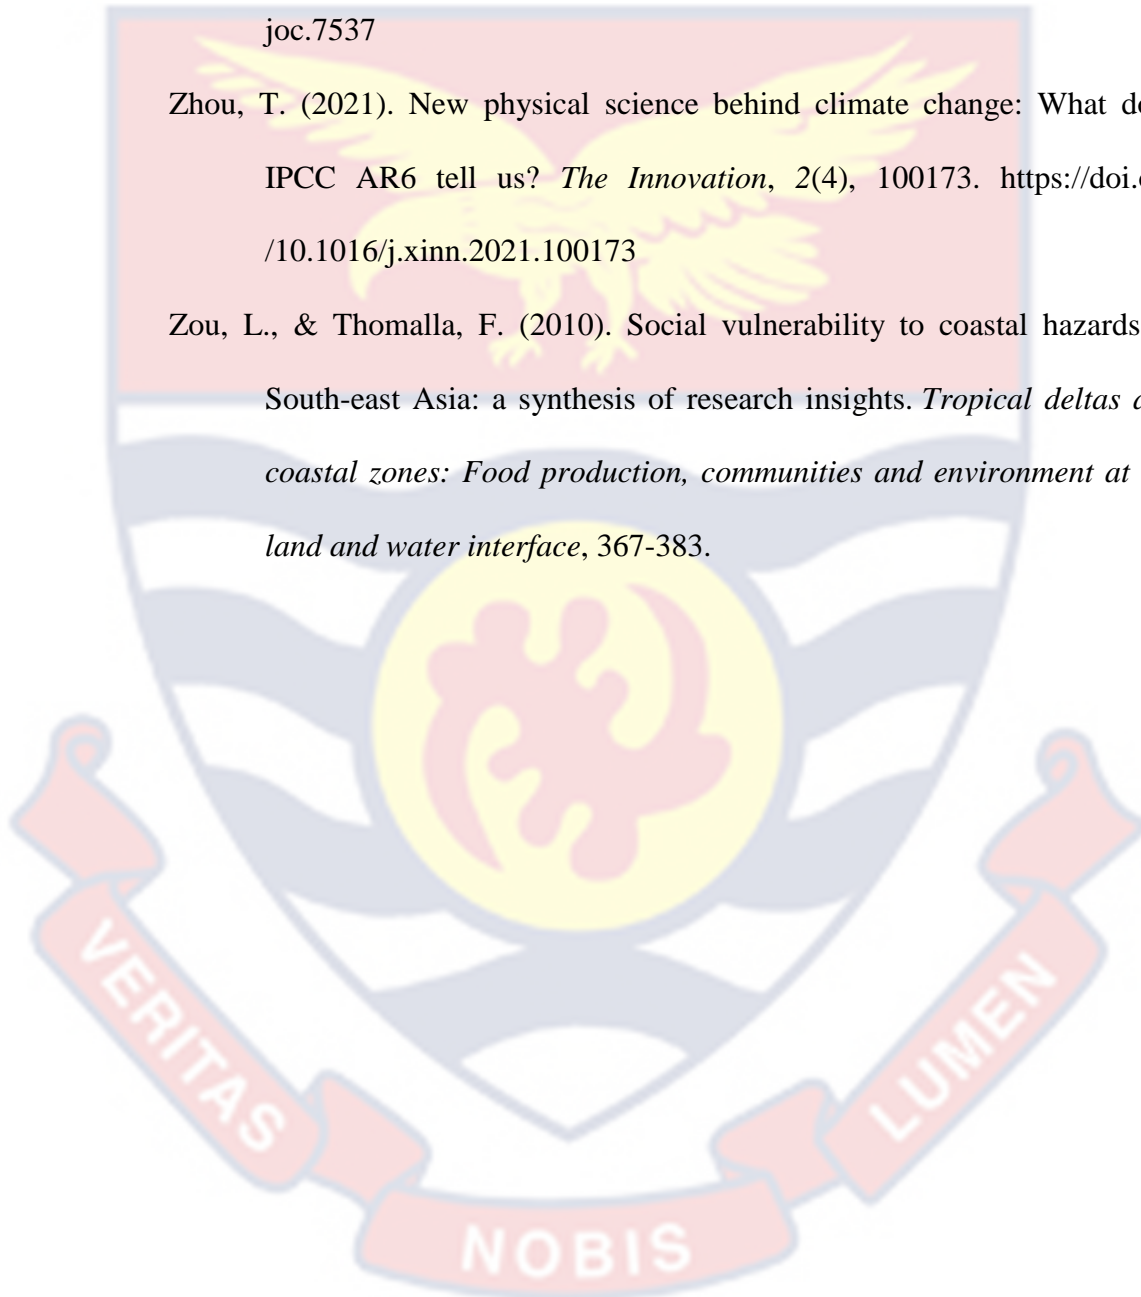 joc.7537
Zhou, T. (2021). New physical science behind climate change: What do
IPCC AR6 tell us? The Innovation, 2(4), 100173. https://doi.
/10.1016/j.xinn.2021.100173
Zou, L., & Thomalla, F. (2010). Social vulnerability to coastal hazards
South-east Asia: a synthesis of research insights. Tropical deltas
coastal zones: Food production, communities and environment at
land and water interface, 367-383.
VERITAS
NOBIS
LUMEN